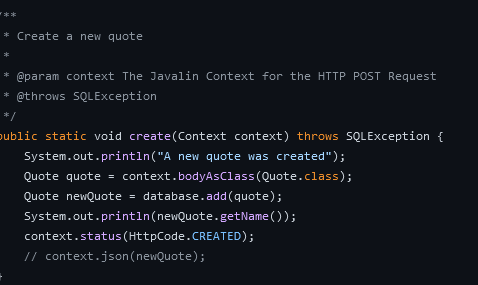 /**
 * Create a new quote
 *
 * @param context The Javalin Context for the HTTP POST Request
 * @throws SQLException
 */
public static void create(Context context) throws SQLException {
    System.out.println("A new quote was created");
    Quote quote = context.bodyAsClass(Quote.class);
    Quote newQuote = database.add(quote);
    System.out.println(newQuote.getName());
    context.status(HttpCode.CREATED);
    // context.json(newQuote);
}